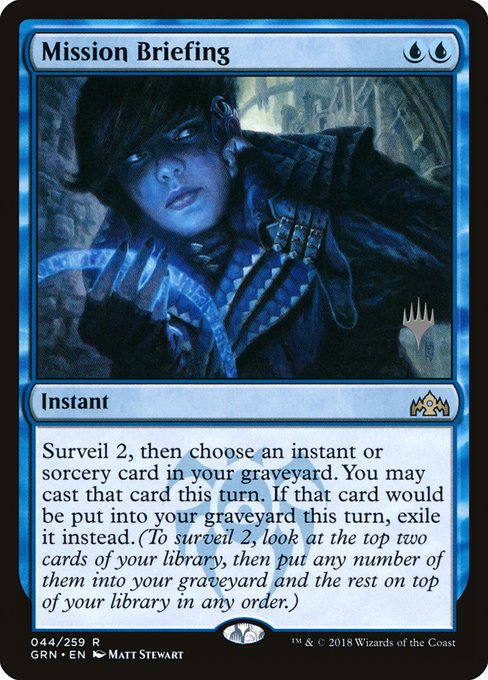 Mission Briefing
Instant
Surveil 2, then choose an instant or
sorcery card in your graveyard. You may
cast that card this turn. If that card would
be put into your graveyard this turn, exile
it instead.(To surveil 2, look at the top two
cards of your library, then put any number of
them into your graveyard and the rest on top
of your library in any order.)
044/259 R
GRN • EN Matt Stewart
™ & © 2018 Wizards of the Coast